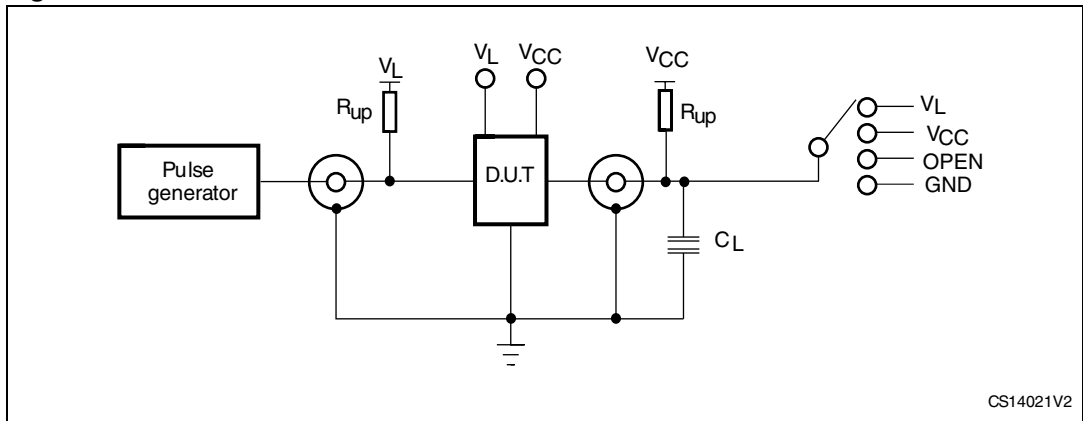 VL
VCC
VL
VCC
Rup
Rup
VL
VCC
OPEN
GND
Pulse
generator
D.U.T
CL
CS14021V2